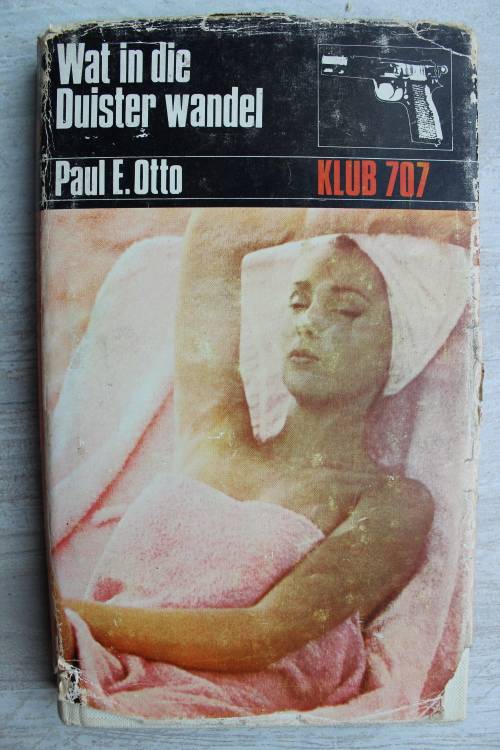 Wat in die
Duister wandel
Paul E. Otto
KLUB 707